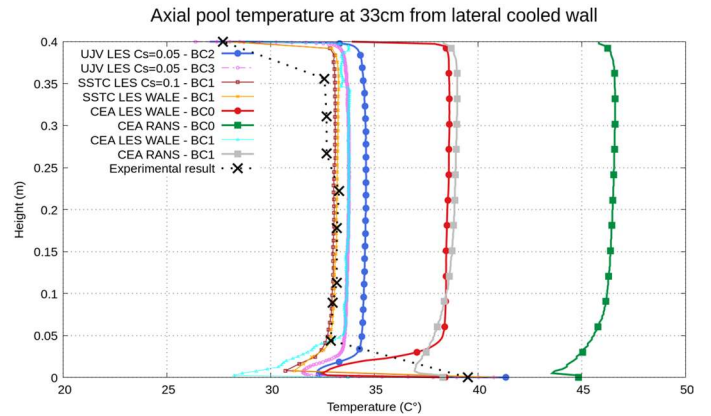 Axial pool temperature at 33cm from lateral cooled wall
0.4
0.35
0.3
0.25
0.2
0.15
0.1
0.05
0
Height (m)
UJV LES Cs=0.05 - BC2
UJV LES Cs=0.05 - BC3
SSTC LES Cs=0.1 - BC1
SSTC LES WALE - BC1
CEA LES WALE - BC0
CEA RANS - BC0
CEA LES WALE - BC1
CEA RANS - BC1
Experimental result
20 25 30 35 40 45 50
Temperature (C°)